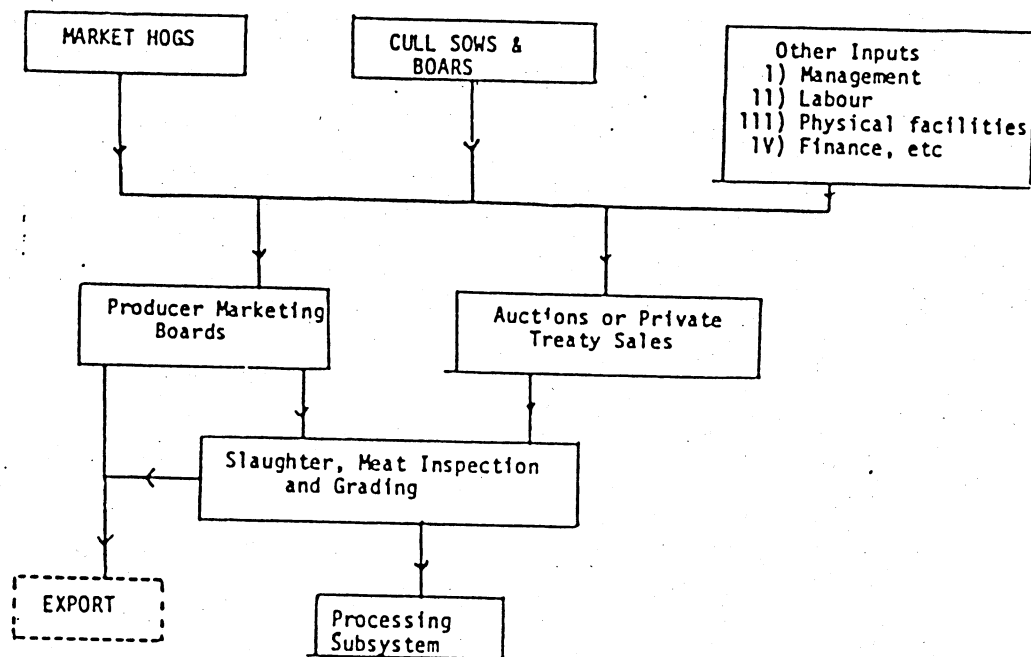 MARKET HOGS
CULL SOWS &
BOARS
Other Inputs
1) Management
11) Labour
111) Physical facilities
1V) Finance, etc
Producer Marketing
Boards
Auctions or Private
Treaty Sales
Slaughter, Meat Inspection
and Grading
EXPORT
Processing
Subsystem